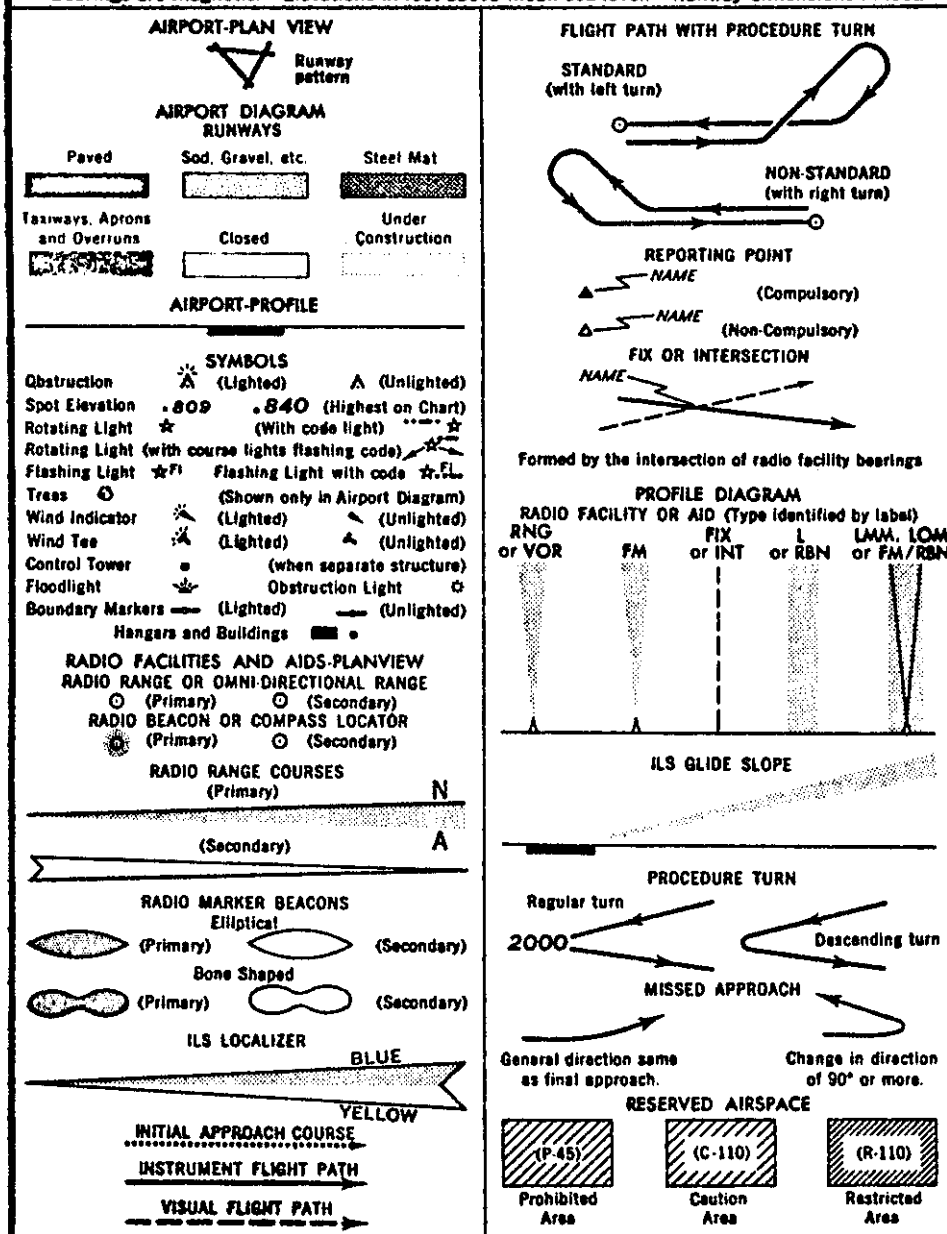 AIRPORT-PLAN VIEW
Runway
pattern
AIRPORT DIAGRAM
RUNWAYS
Paved Sod, Gravel, etc. Steel Mat
Taxiways, Aprons
and Overruns Closed Under
Construction
AIRPORT-PROFILE
SYMBOLS
Obstruction (Lighted) (Unlighted)
Spot Elevation .809 .840 (Highest on Chart)
Rotating Light (With code light)
Rotating Light (with course lights flashing code)
Flashing Light Fl Flashing Light with code FL
Trees (Shown only in Airport Diagram)
Wind Indicator (Lighted) (Unlighted)
Wind Tee (Lighted) (Unlighted)
Control Tower (when separate structure)
Floodlight Obstruction Light
Boundary Markers (Lighted) (Unlighted)
Hangers and Buildings
RADIO FACILITIES AND AIDS-PLANVIEW
RADIO RANGE OR OMNI-DIRECTIONAL RANGE
(Primary) (Secondary)
RADIO BEACON OR COMPASS LOCATOR
(Primary) (Secondary)
RADIO RANGE COURSES
(Primary) N
(Secondary) A
RADIO MARKER BEACONS
Elliptical
(Primary) (Secondary)
Bone Shaped
(Primary) (Secondary)
ILS LOCALIZER
BLUE
YELLOW
INITIAL APPROACH COURSE
INSTRUMENT FLIGHT PATH
VISUAL FLIGHT PATH
FLIGHT PATH WITH PROCEDURE TURN
STANDARD
(with left turn)
NON-STANDARD
(with right turn)
REPORTING POINT
NAME
(Compulsory)
NAME
(Non-Compulsory)
FIX OR INTERSECTION
NAME
Formed by the intersection of radio facility bearings
PROFILE DIAGRAM
RADIO FACILITY OR AID (Type identified by label)
RNG
or VOR FM FIX
or INT L
or RBN LMM. LOM
or FM/RBN
ILS GLIDE SLOPE
PROCEDURE TURN
Regular turn
2000 Descending turn
MISSED APPROACH
General direction same
as final approach.
Change in direction
of 90° or more.
RESERVED AIRSPACE
(P-45) (C-110) (R-110)
Prohibited
Area Caution
Area Restricted
Area